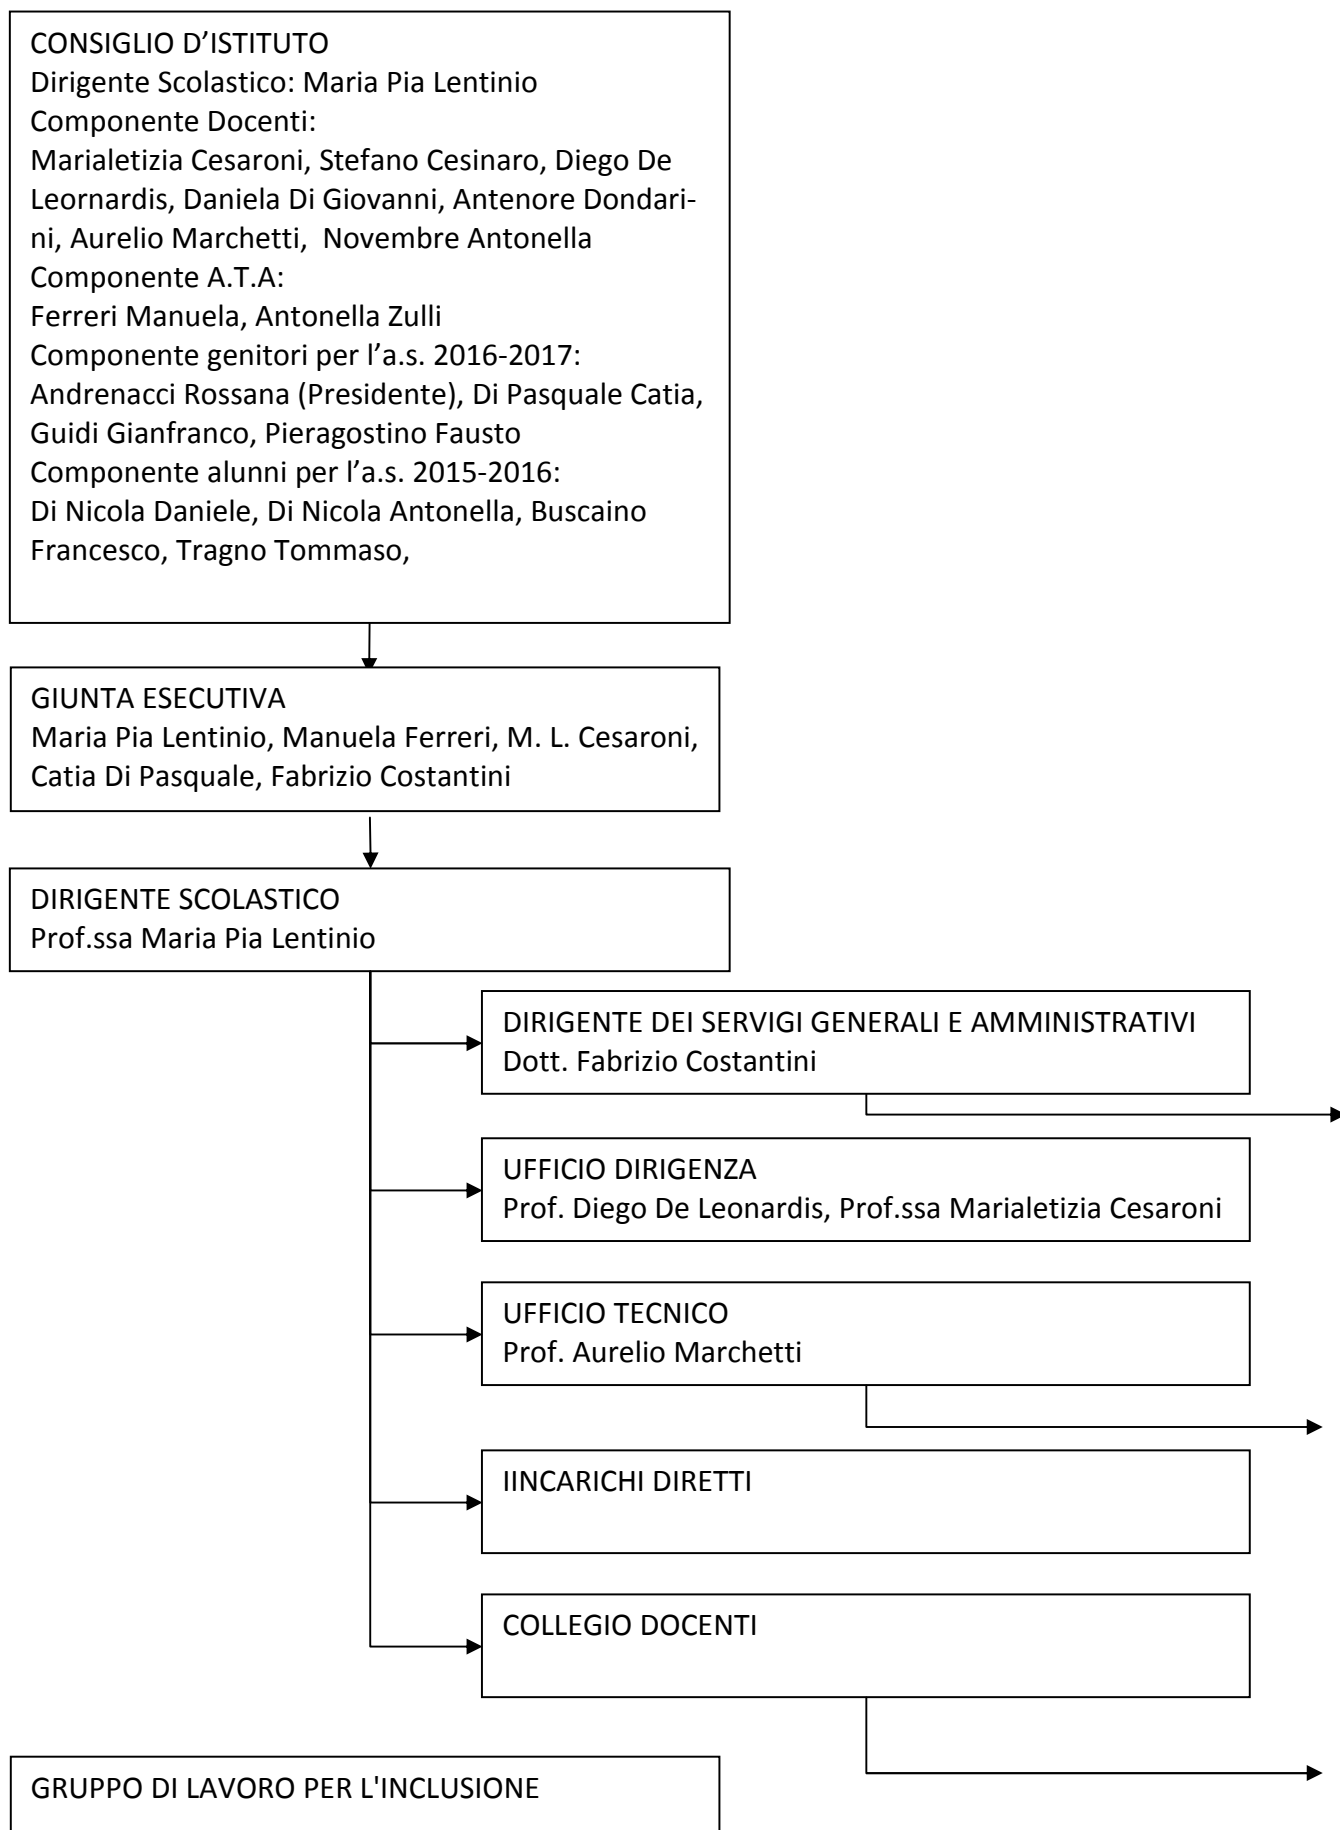 CONSIGLIO D’ISTITUTO
Dirigente Scolastico: Maria Pia Lentinio
Componente Docenti:
Marialetizia Cesaroni, Stefano Cesinaro, Diego De
Leornardis, Daniela Di Giovanni, Antenore Dondari-
ni, Aurelio Marchetti,  Novembre Antonella
Componente A.T.A:
Ferreri Manuela, Antonella Zulli
Componente genitori per l’a.s. 2016-2017:
Andrenacci Rossana (Presidente), Di Pasquale Catia,
Guidi Gianfranco, Pieragostino Fausto
Componente alunni per l’a.s. 2015-2016:
Di Nicola Daniele, Di Nicola Antonella, Buscaino
Francesco, Tragno Tommaso,
GIUNTA ESECUTIVA
Maria Pia Lentinio, Manuela Ferreri, M. L. Cesaroni,
Catia Di Pasquale, Fabrizio Costantini
DIRIGENTE SCOLASTICO
Prof.ssa Maria Pia Lentinio
DIRIGENTE DEI SERVIGI GENERALI E AMMINISTRATIVI
Dott. Fabrizio Costantini
UFFICIO DIRIGENZA
Prof. Diego De Leonardis, Prof.ssa Marialetizia Cesaroni
UFFICIO TECNICO
Prof. Aurelio Marchetti
IINCARICHI DIRETTI
COLLEGIO DOCENTI
GRUPPO DI LAVORO PER L'INCLUSIONE